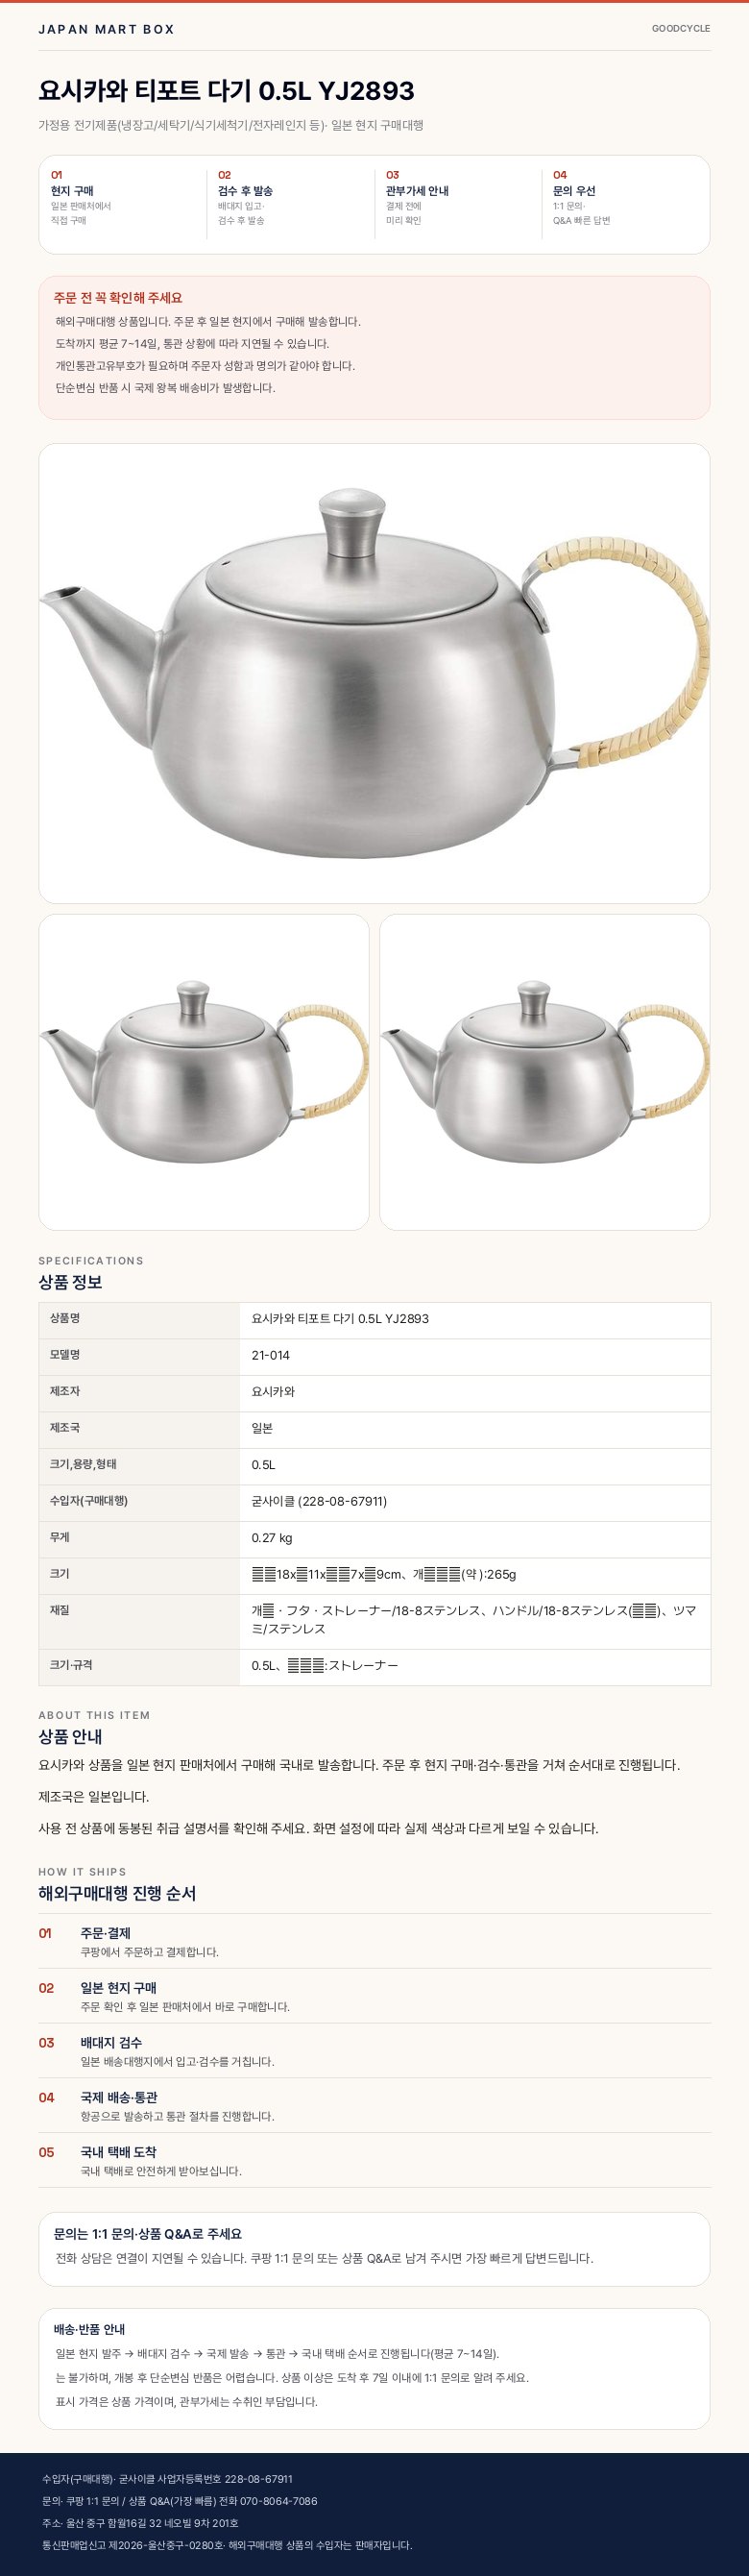 JAPAN MART BOX
GOODCYCLE
요시카와 티포트 다기 0.5L YJ2893
가정용 전기제품(냉장고/세탁기/식기세척기/전자레인지 등)· 일본 현지 구매대행
01
현지 구매
일본 판매처에서
직접 구매
02
검수 후 발송
배대지 입고·
검수 후 발송
03
관부가세 안내
결제 전에
미리 확인
04
문의 우선
1:1 문의·
Q&A 빠른 답변
주문 전 꼭 확인해 주세요
해외구매대행 상품입니다. 주문 후 일본 현지에서 구매해 발송합니다.
도착까지 평균 7~14일, 통관 상황에 따라 지연될 수 있습니다.
개인통관고유부호가 필요하며 주문자 성함과 명의가 같아야 합니다.
단순변심 반품 시 국제 왕복 배송비가 발생합니다.
SPECIFICATIONS
상품 정보
상품명 요시카와 티포트 다기 0.5L YJ2893
모델명 21-014
제조자 요시카와
제조국 일본
크기,용량,형태 0.5L
수입자(구매대행) 굳사이클 (228-08-67911)
무게 0.27 kg
크기 18x 11x 7x 9cm、개 (약 ):265g
재질 개 ・フタ・ストレーナー/18-8ステンレス、ハンドル/18-8ステンレス( )、ツマ
ミ/ステンレス
크기·규격 0.5L、 :ストレーナー
ABOUT THIS ITEM
상품 안내
요시카와 상품을 일본 현지 판매처에서 구매해 국내로 발송합니다. 주문 후 현지 구매·검수·통관을 거쳐 순서대로 진행됩니다.
제조국은 일본입니다.
사용 전 상품에 동봉된 취급 설명서를 확인해 주세요. 화면 설정에 따라 실제 색상과 다르게 보일 수 있습니다.
HOW IT SHIPS
해외구매대행 진행 순서
01 주문·결제
쿠팡에서 주문하고 결제합니다.
02 일본 현지 구매
주문 확인 후 일본 판매처에서 바로 구매합니다.
03 배대지 검수
일본 배송대행지에서 입고·검수를 거칩니다.
04 국제 배송·통관
항공으로 발송하고 통관 절차를 진행합니다.
05 국내 택배 도착
국내 택배로 안전하게 받아보십니다.
문의는 1:1 문의·상품 Q&A로 주세요
전화 상담은 연결이 지연될 수 있습니다. 쿠팡 1:1 문의 또는 상품 Q&A로 남겨 주시면 가장 빠르게 답변드립니다.
배송·반품 안내
일본 현지 발주 → 배대지 검수 → 국제 발송 → 통관 → 국내 택배 순서로 진행됩니다(평균 7~14일).
는 불가하며, 개봉 후 단순변심 반품은 어렵습니다. 상품 이상은 도착 후 7일 이내에 1:1 문의로 알려 주세요.
표시 가격은 상품 가격이며, 관부가세는 수취인 부담입니다.
수입자(구매대행)· 굳사이클 사업자등록번호 228-08-67911
문의· 쿠팡 1:1 문의 / 상품 Q&A(가장 빠름) 전화 070-8064-7086
주소· 울산 중구 함월16길 32 네오빌 9차 201호
통신판매업신고 제2026-울산중구-0280호· 해외구매대행 상품의 수입자는 판매자입니다.